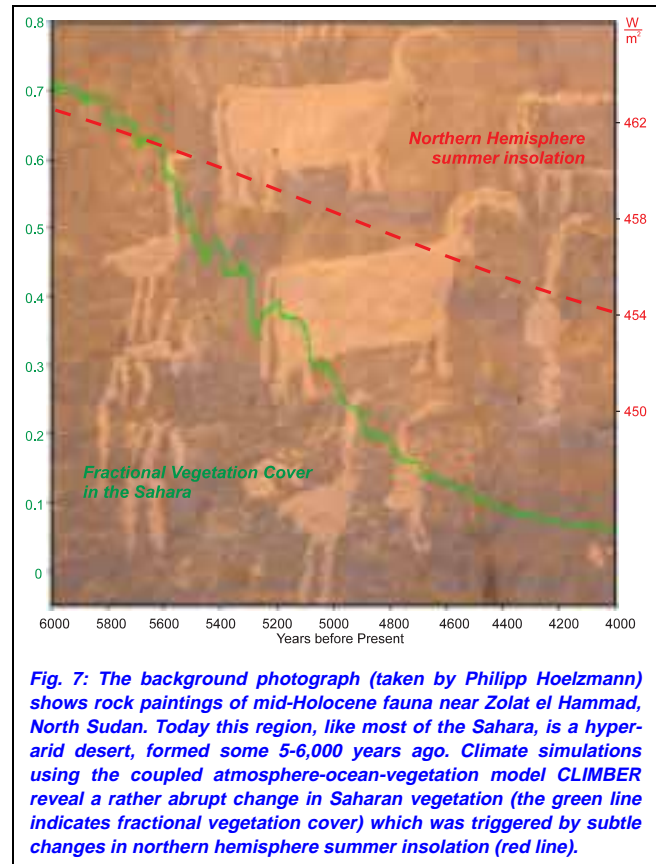 0.8
0.7
0.6
0.5
0.4
0.3
0.2
0.1
0
W
m²
462
458
454
450
Northern Hemisphere
summer insolation
Fractional Vegetation Cover
in the Sahara
6000 5800 5600 5400 5200 5000 4800 4600 4400 4200 4000
Years before Present
Fig. 7: The background photograph (taken by Philipp Hoelzmann)
shows rock paintings of mid-Holocene fauna near Zolat el Hammad,
North Sudan. Today this region, like most of the Sahara, is a hyper-
arid desert, formed some 5-6,000 years ago. Climate simulations
using the coupled atmosphere-ocean-vegetation model CLIMBER
reveal a rather abrupt change in Saharan vegetation (the green line
indicates fractional vegetation cover) which was triggered by subtle
changes in northern hemisphere summer insolation (red line).